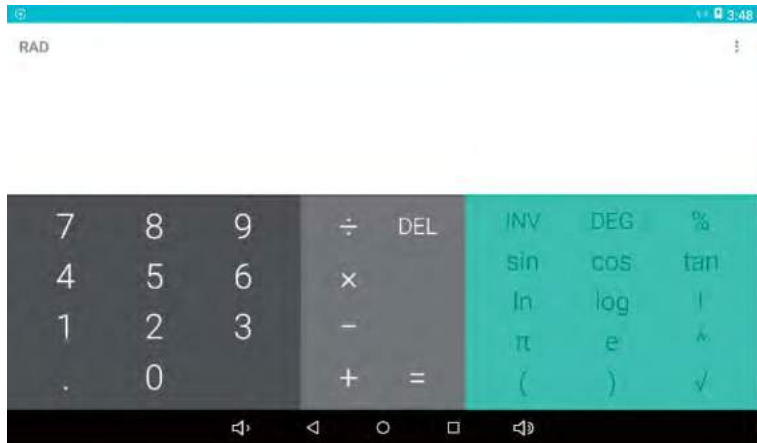 3:48
RAD
7 8 9 ÷ DEL INV DEG %
4 5 6 × sin cos tan
1 2 3 − ln log !
. 0 + = π e ^
( ) √